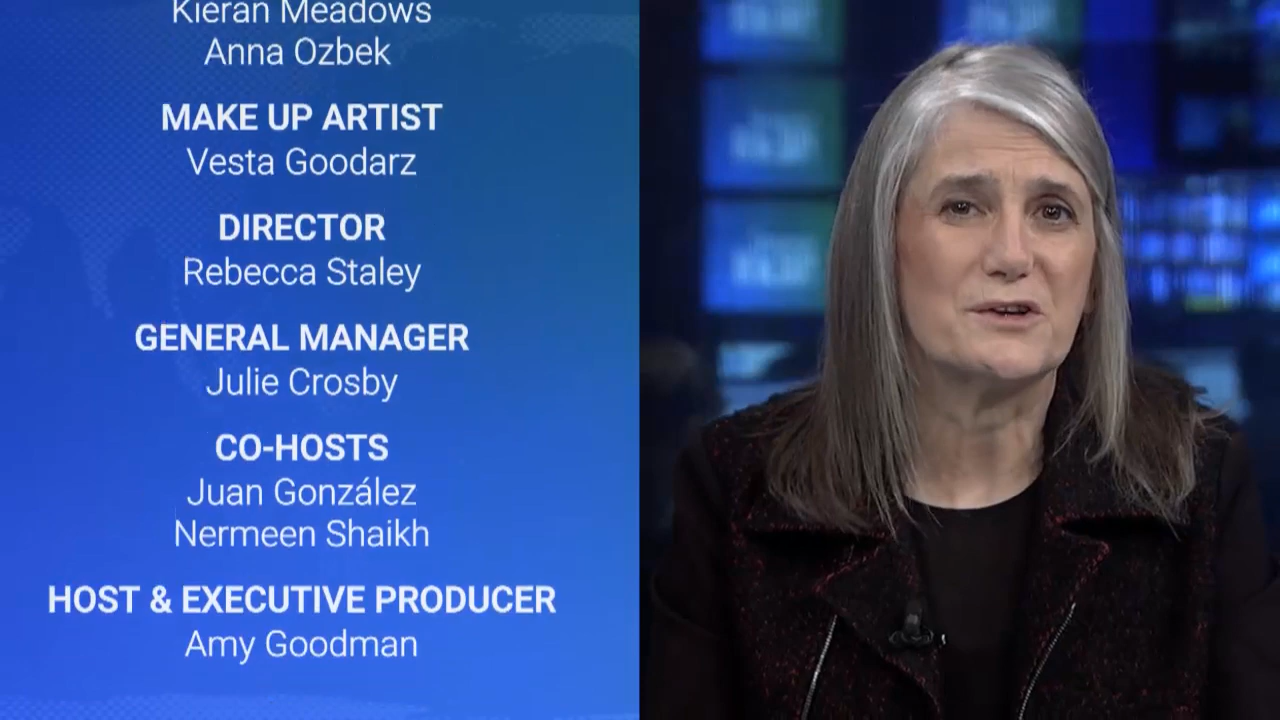 Kieran Meadows
Anna Ozbek
MAKE UP ARTIST
Vesta Goodarz
DIRECTOR
Rebecca Staley
GENERAL MANAGER
Julie Crosby
CO-HOSTS
Juan González
Nermeen Shaikh
HOST & EXECUTIVE PRODUCER
Amy Goodman